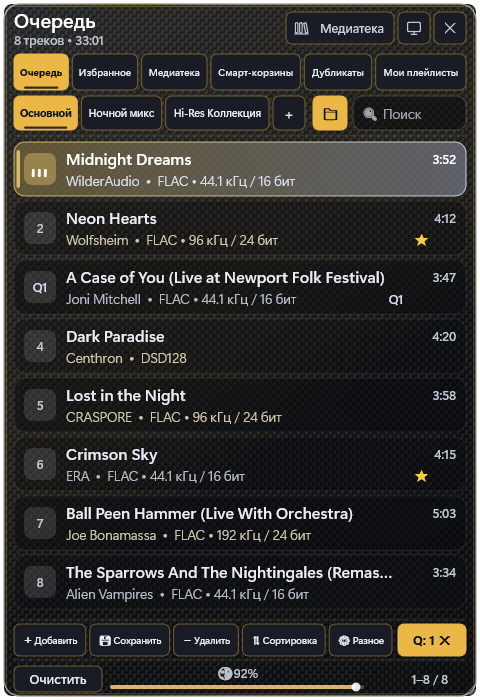 Очередь
8 треков • 33:01
Медиатека
Очередь Избранное Медиатека Смарт-корзины Дубликаты Мои плейлисты
Основной Ночной микс Hi-Res Коллекция + Поиск
Midnight Dreams 3:52
WilderAudio • FLAC • 44.1 кГц / 16 бит
2 Neon Hearts 4:12
Wolfsheim • FLAC • 96 кГц / 24 бит
Q1 A Case of You (Live at Newport Folk Festival) 3:47
Joni Mitchell • FLAC • 44.1 кГц / 16 бит Q1
4 Dark Paradise 4:20
Centhron • DSD128
5 Lost in the Night 3:58
CRASPORE • FLAC • 96 кГц / 24 бит
6 Crimson Sky 4:15
ERA • FLAC • 44.1 кГц / 16 бит
7 Ball Peen Hammer (Live With Orchestra) 5:03
Joe Bonamassa • FLAC • 192 кГц / 24 бит
8 The Sparrows And The Nightingales (Remas... 3:34
Alien Vampires • FLAC • 44.1 кГц / 16 бит
+ Добавить Сохранить − Удалить ⇅ Сортировка Разное Q: 1 ✕
Очистить 92% 1–8 / 8